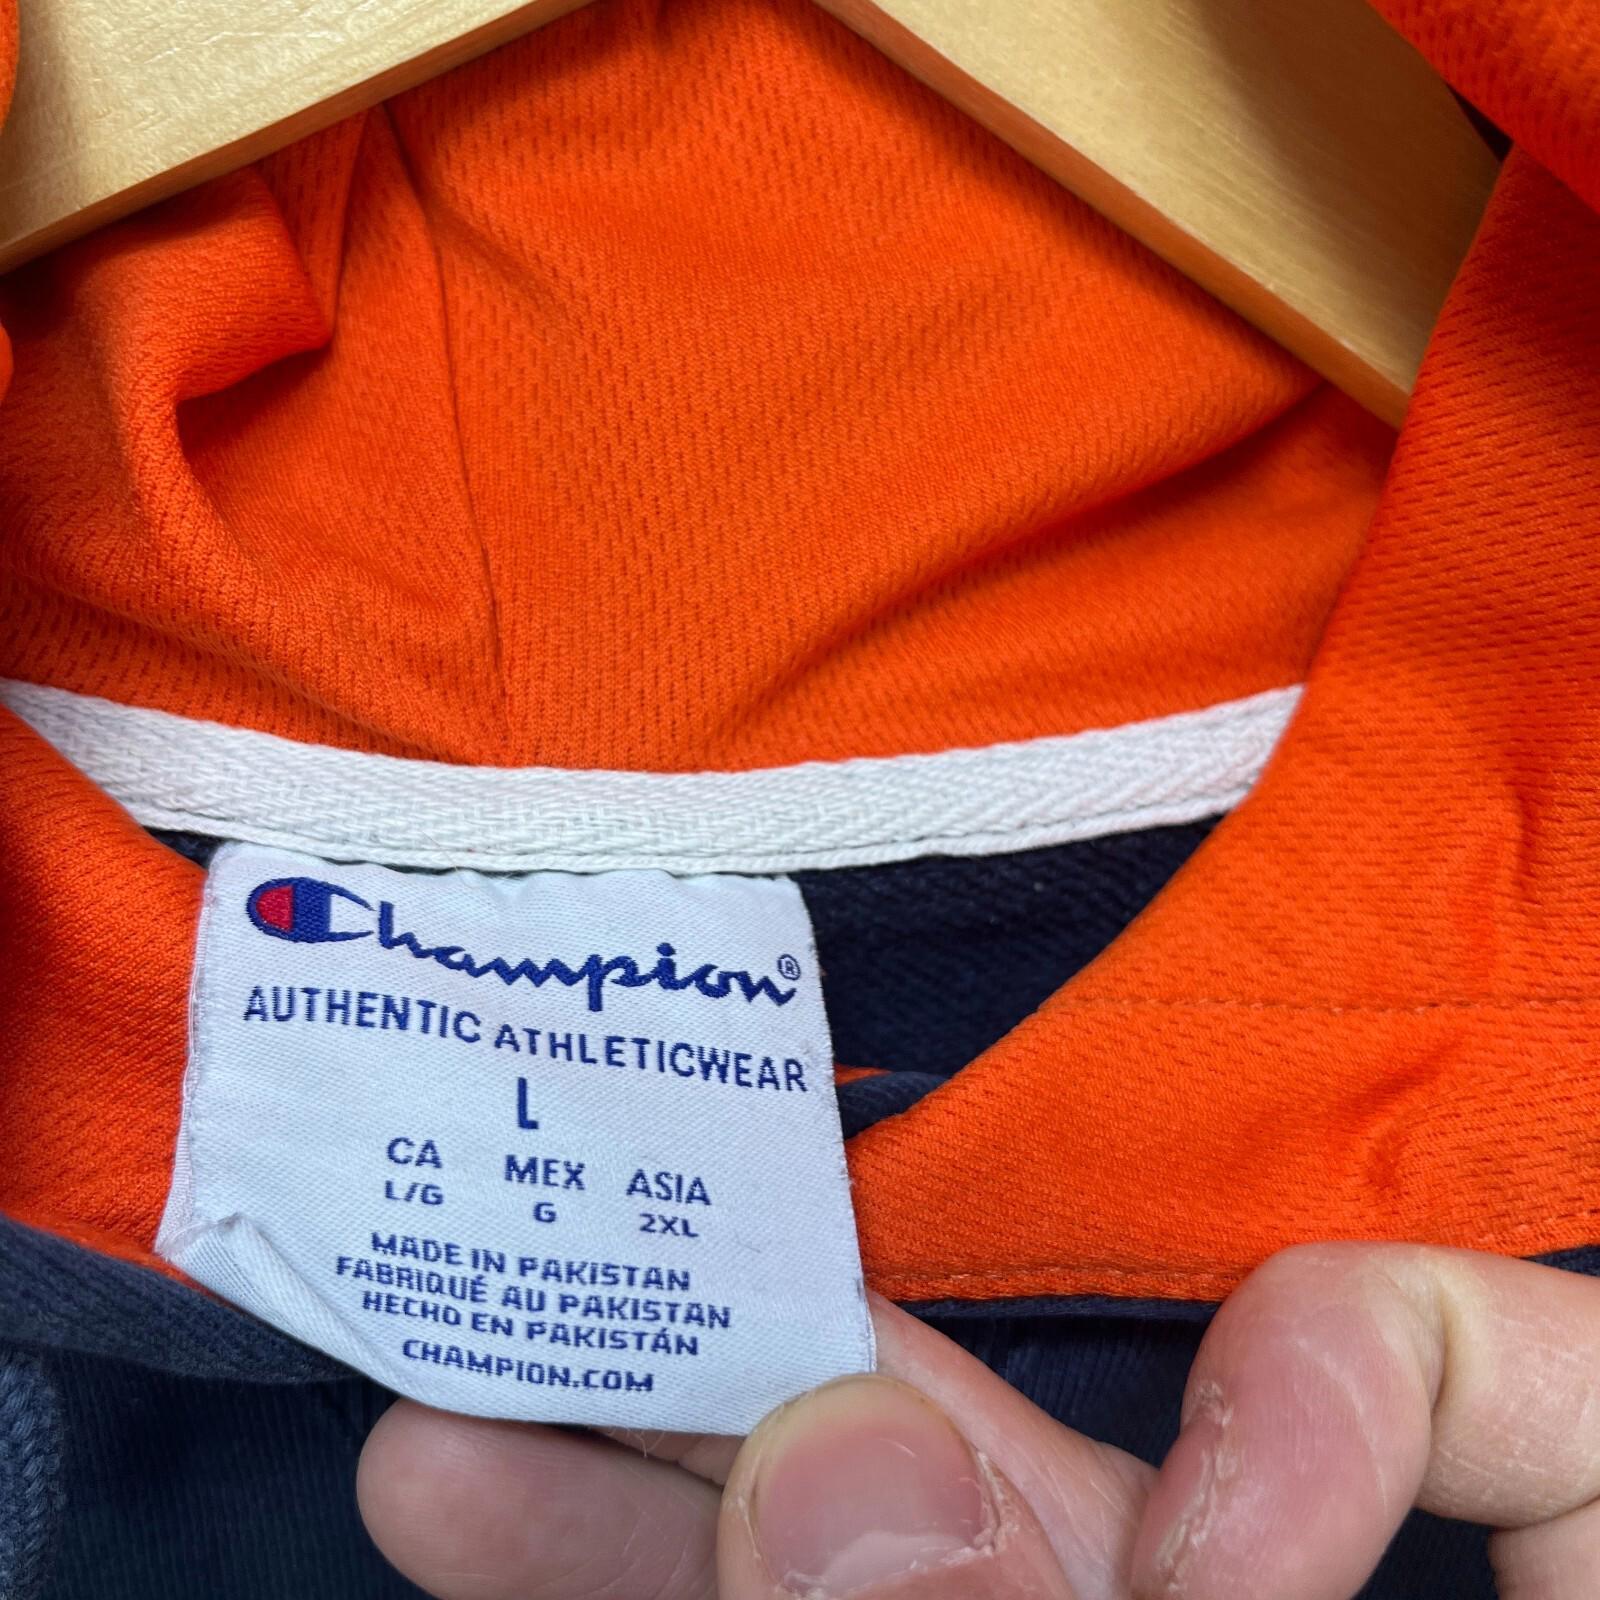 Champion®
AUTHENTIC ATHLETICWEAR
L
CA MEX ASIA
L/G G 2XL
MADE IN PAKISTAN
FABRIQUÉ AU PAKISTAN
HECHO EN PAKISTÁN
CHAMPION.COM